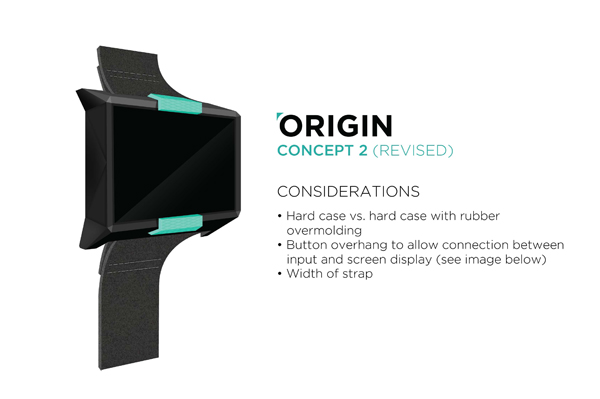 ORIGIN
CONCEPT 2 (REVISED)
CONSIDERATIONS
• Hard case vs. hard case with rubber
overmolding
• Button overhang to allow connection between
input and screen display (see image below)
• Width of strap